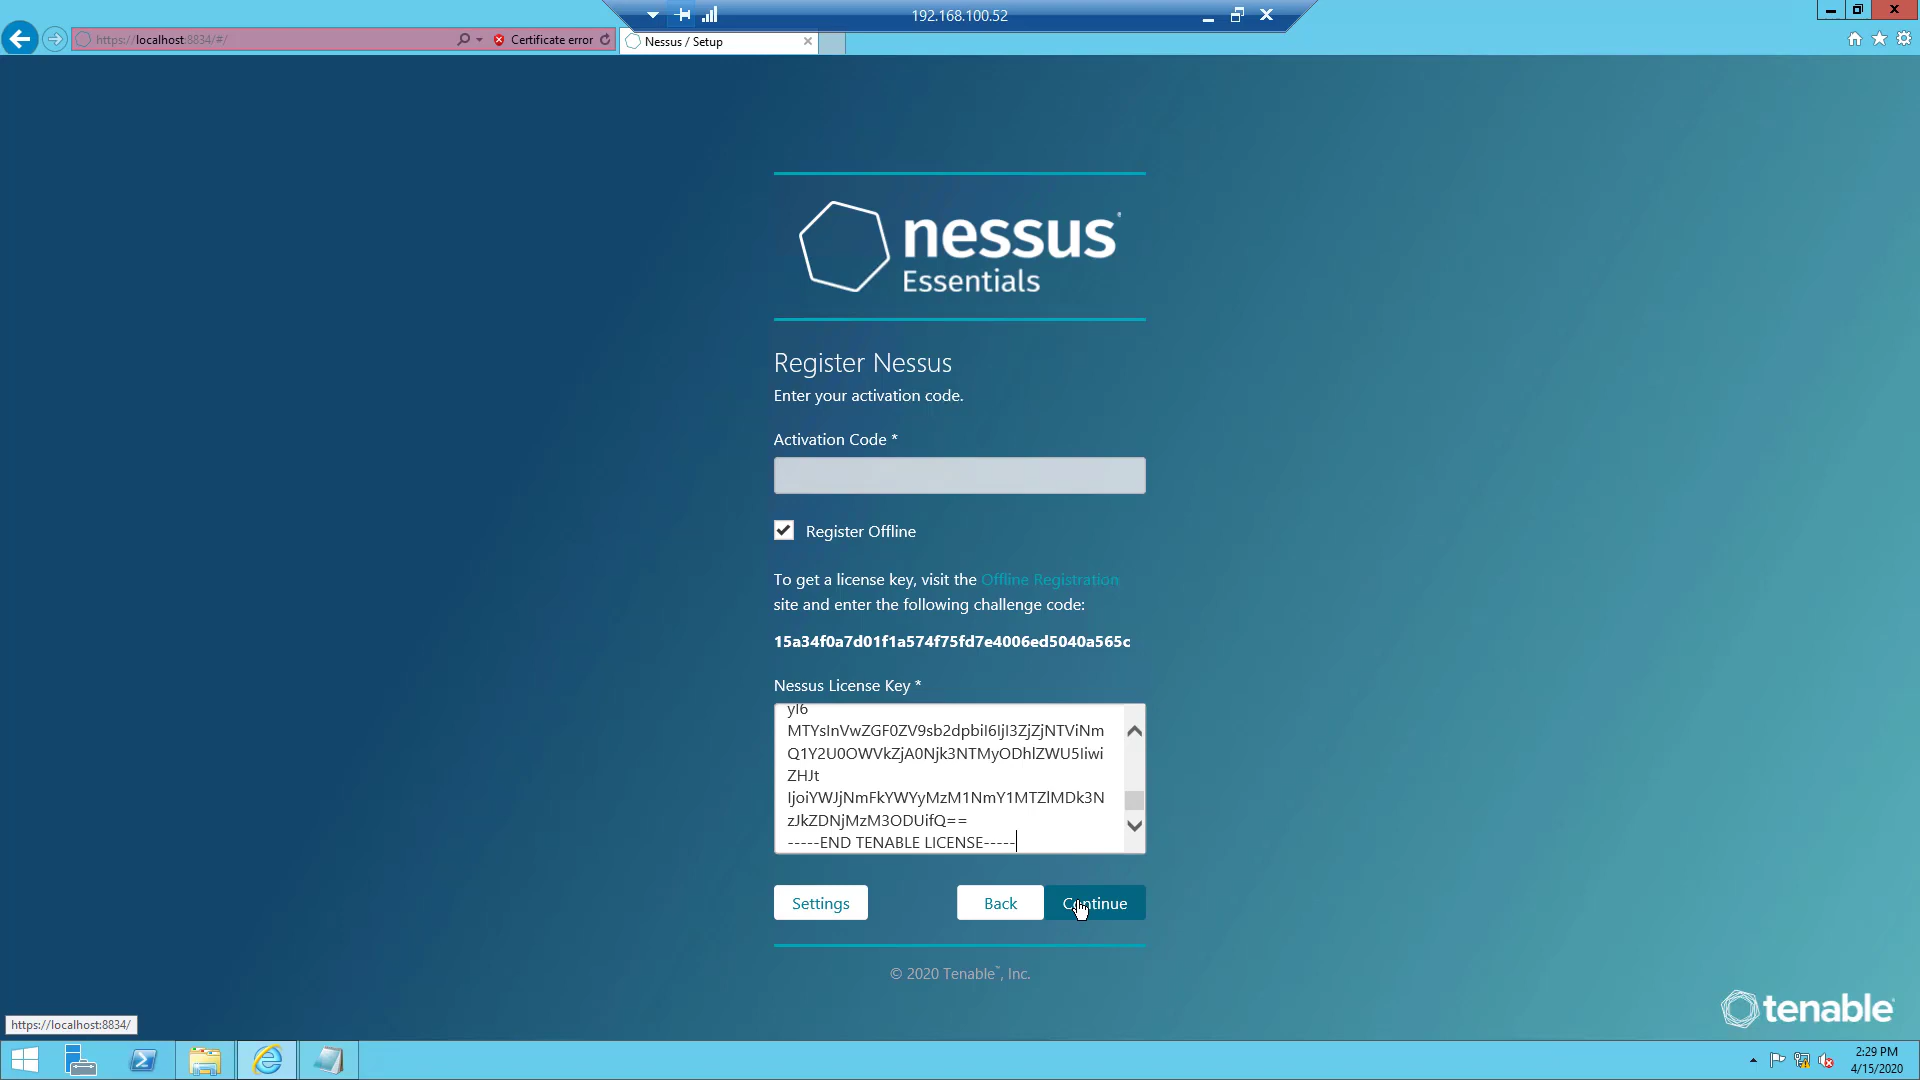 192.168.100.52
https://localhost:8834/#/
Certificate error
Nessus / Setup
nessus
Essentials
Register Nessus
Enter your activation code.
Activation Code *
Register Offline
To get a license key, visit the Offline Registration
site and enter the following challenge code:
15a34f0a7d01f1a574f75fd7e4006ed5040a565c
Nessus License Key *
yI6
MTYsInVwZGF0ZV9sb2dpbiI6IjI3ZjZjNTViNm
Q1Y2U0OWVkZjA0Njk3NTMyODhlZWU5Iiwi
ZHJt
IjoiYWJjNmFkYWYyMzM1NmY1MTZlMDk3N
zJkZDNjMzM3ODUifQ==
-----END TENABLE LICENSE-----
Settings
Back
Continue
© 2020 Tenable™, Inc.
tenable
https://localhost:8834/
2:29 PM
4/15/2020